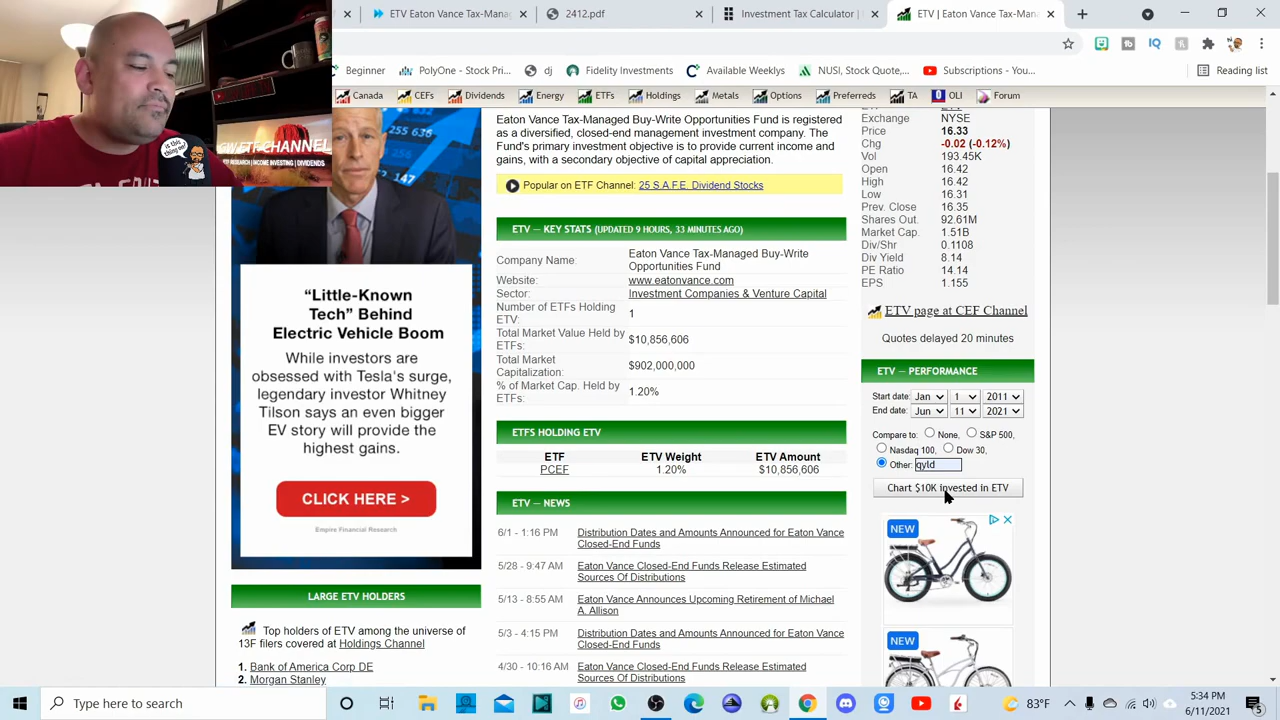 ETV | Eaton Vance Tax-Mana
2412.pdf
Investment Tax Calculator |
ETV | Eaton Vance Tax-Man
Beginner
PolyOne - Stock Pri...
dj
Fidelity Investments
Available Weeklys
NUSI, Stock Quote,...
Subscriptions - You...
Reading list
Canada
CEFs
Dividends
Energy
ETFs
Holdings
Metals
Options
Preferreds
TA
OLI
Forum
is this thing on?
ETF CHANNEL
ETF RESEARCH | INCOME INVESTING | DIVIDENDS
255 636
147
Eaton Vance Tax-Managed Buy-Write Opportunities Fund is registered
as a diversified, closed-end management investment company. The
Fund's primary investment objective is to provide current income and
gains, with a secondary objective of capital appreciation.
Popular on ETF Channel: 25 S.A.F.E. Dividend Stocks
ETV — KEY STATS (UPDATED 9 HOURS, 33 MINUTES AGO)
Company Name: Eaton Vance Tax-Managed Buy-Write
Opportunities Fund
Website: www.eatonvance.com
Sector: Investment Companies & Venture Capital
Number of ETFs Holding
ETV: 1
Total Market Value Held by
ETFs: $10,856,606
Total Market
Capitalization: $902,000,000
% of Market Cap. Held by
ETFs: 1.20%
ETFS HOLDING ETV
ETF ETV Weight ETV Amount
PCEF 1.20% $10,856,606
ETV — NEWS
6/1 - 1:16 PM Distribution Dates and Amounts Announced for Eaton Vance
Closed-End Funds
5/28 - 9:47 AM Eaton Vance Closed-End Funds Release Estimated
Sources Of Distributions
5/13 - 8:55 AM Eaton Vance Announces Upcoming Retirement of Michael
A. Allison
5/3 - 4:15 PM Distribution Dates and Amounts Announced for Eaton Vance
Closed-End Funds
4/30 - 10:16 AM Eaton Vance Closed-End Funds Release Estimated
Sources Of Distributions
"Little-Known
Tech" Behind
Electric Vehicle Boom
While investors are
obsessed with Tesla's surge,
legendary investor Whitney
Tilson says an even bigger
EV story will provide the
highest gains.
CLICK HERE >
Empire Financial Research
LARGE ETV HOLDERS
Top holders of ETV among the universe of
13F filers covered at Holdings Channel
1. Bank of America Corp DE
2. Morgan Stanley
Exchange NYSE
Price 16.33
Chg -0.02 (-0.12%)
Vol 193.45K
Open 16.42
High 16.42
Low 16.31
Prev. Close 16.35
Shares Out. 92.61M
Market Cap. 1.51B
Div/Shr 0.1108
Div Yield 8.14
PE Ratio 14.14
EPS 1.155
ETV page at CEF Channel
Quotes delayed 20 minutes
ETV — PERFORMANCE
Start date: Jan 1 2011
End date: Jun 11 2021
Compare to: None, S&P 500,
Nasdaq 100, Dow 30,
Other: qyld
Chart $10K invested in ETV
NEW
NEW
Type here to search
83°F
5:34 PM
6/11/2021
5